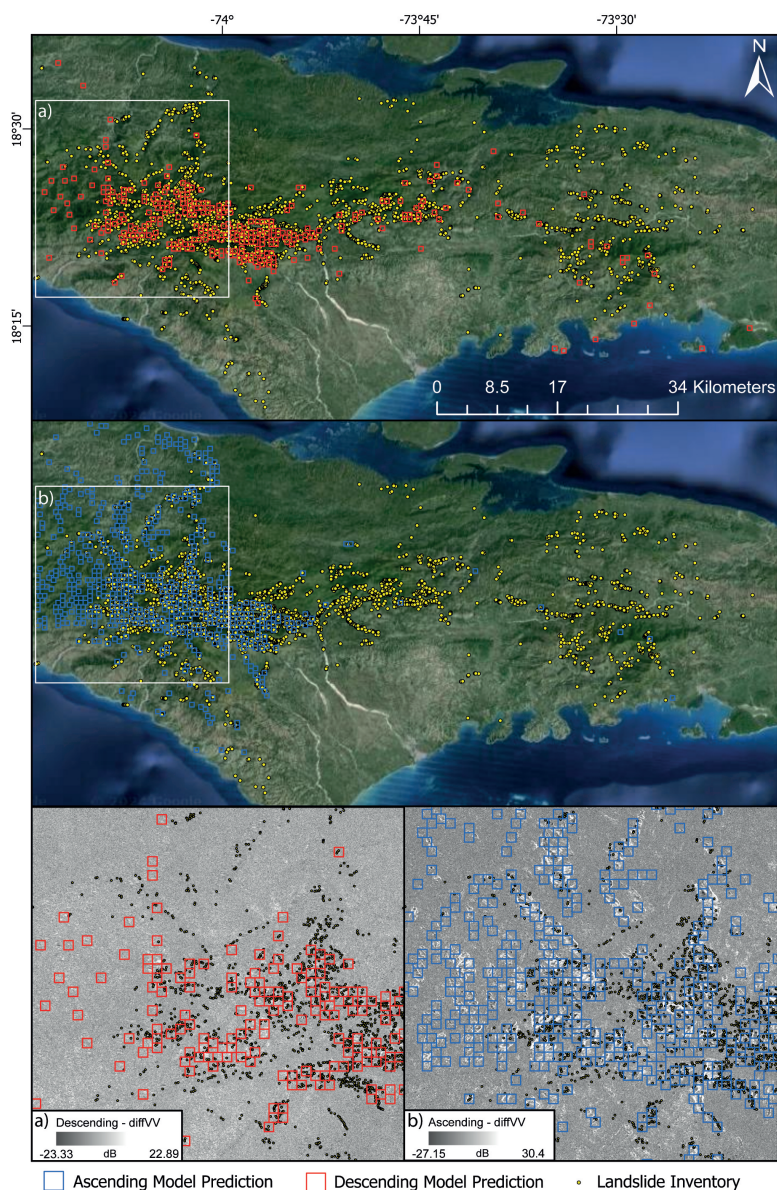 -74° -73°45' -73°30'
N
a)
18°30'
18°15'
0 8.5 17 34 Kilometers
b)
Descending - diffVV
a)
-23.33 dB 22.89
Ascending - diffVV
b)
-27.15 dB 30.4
Ascending Model Prediction Descending Model Prediction Landslide Inventory